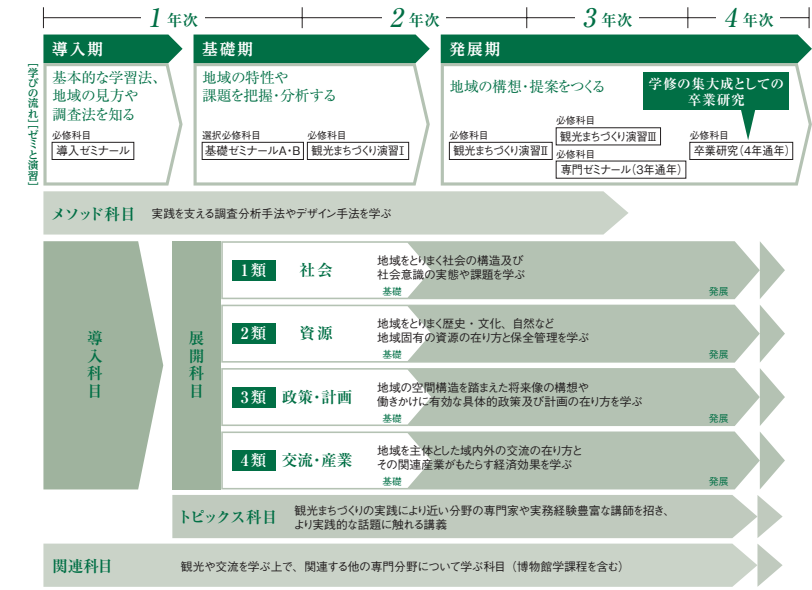 1 年次
2 年次
3 年次
4 年次
導入期
基礎期
発展期
[学びの流れ][ゼミと演習]
基本的な学習法、
地域の見方や
調査法を知る
必修科目
導入ゼミナール
地域の特性や
課題を把握・分析する
選択必修科目
基礎ゼミナールA・B
必修科目
観光まちづくり演習Ⅰ
地域の構想・提案をつくる
必修科目
観光まちづくり演習Ⅱ
必修科目
観光まちづくり演習Ⅲ
必修科目
専門ゼミナール(3年通年)
学修の集大成としての
卒業研究
必修科目
卒業研究(4年通年)
メソッド科目 実践を支える調査分析手法やデザイン手法を学ぶ
導入科目
展開科目
1類 社会
地域をとりまく社会の構造及び
社会意識の実態や課題を学ぶ
基礎 発展
2類 資源
地域をとりまく歴史・文化、自然など
地域固有の資源の在り方と保全管理を学ぶ
基礎 発展
3類 政策・計画
地域の空間構造を踏まえた将来像の構想や
働きかけに有効な具体的政策及び計画の在り方を学ぶ
基礎 発展
4類 交流・産業
地域を主体とした域内外の交流の在り方と
その関連産業がもたらす経済効果を学ぶ
基礎 発展
トピックス科目
観光まちづくりの実践により近い分野の専門家や実務経験豊富な講師を招き、
より実践的な話題に触れる講義
関連科目 観光や交流を学ぶ上で、関連する他の専門分野について学ぶ科目(博物館学課程を含む)